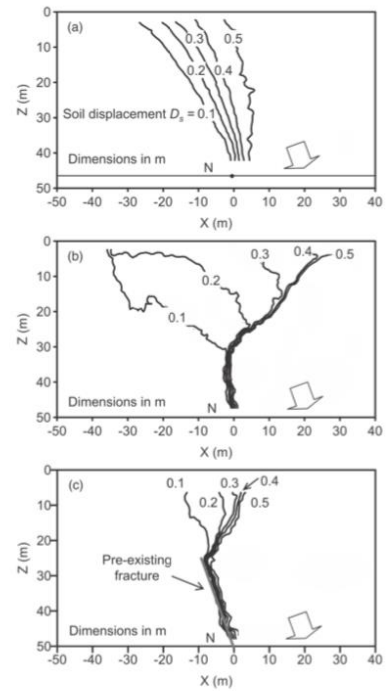 (a)
0
10
20
30
40
50
Z (m)
0.3
0.5
0.2
0.4
Soil displacement Ds = 0.1
Dimensions in m
N
-50 -40 -30 -20 -10 0 10 20 30 40
X (m)
(b)
0
10
20
30
40
50
Z (m)
0.3
0.4
0.5
0.2
0.1
Dimensions in m
N
-50 -40 -30 -20 -10 0 10 20 30 40
X (m)
(c)
0
10
20
30
40
50
Z (m)
0.1
0.3
0.4
0.2
0.5
Pre-existing
fracture
Dimensions in m
N
-50 -40 -30 -20 -10 0 10 20 30 40
X (m)